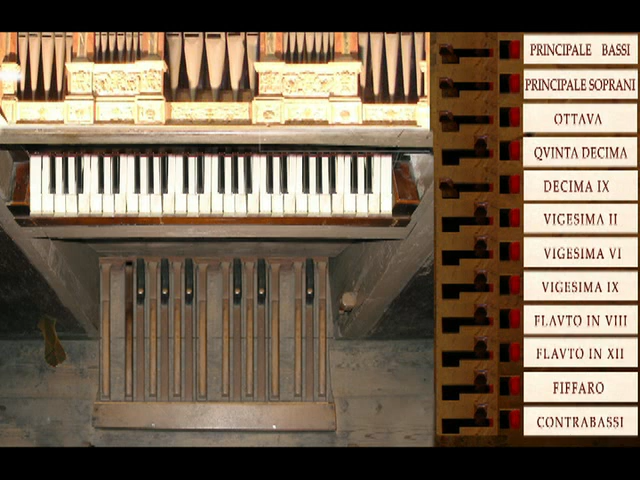 PRINCIPALE BASSI
PRINCIPALE SOPRANI
OTTAVA
QVINTA DECIMA
DECIMA IX
VIGESIMA II
VIGESIMA VI
VIGESIMA IX
FLAVTO IN VIII
FLAVTO IN XII
FIFFARO
CONTRABASSI